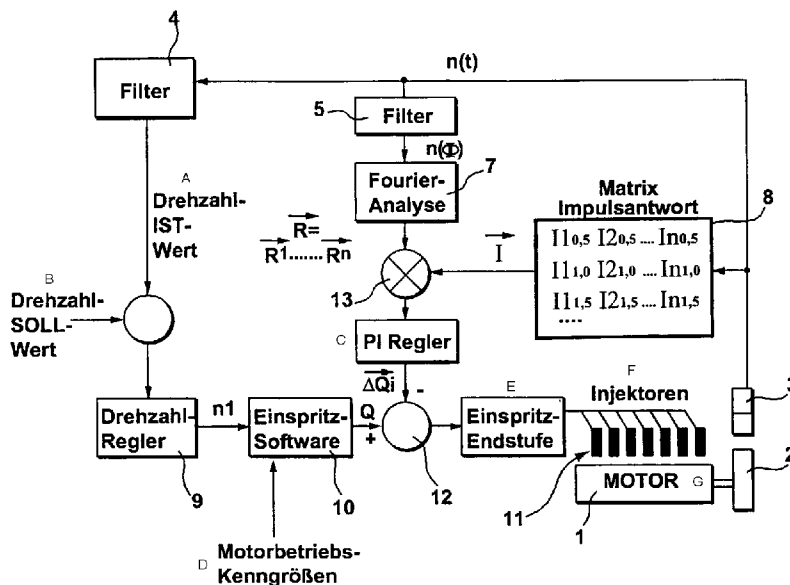 4
n(t)
Filter
5
Filter
n(Φ)
A
Drehzahl-
IST-
Wert
Fourier-
Analyse
7
Matrix
Impulsantwort
8
R=
R1.......Rn
I
I1 0,5 I2 0,5 .... In 0,5
I1 1,0 I2 1,0 .... In 1,0
I1 1,5 I2 1,5 .... In 1,5
....
13
B
Drehzahl-
SOLL-
Wert
C
PI Regler
ΔQi
-
E
F
Injektoren
3
Drehzahl-
Regler
n1
Einspritz-
Software
Q
+
Einspritz-
Endstufe
9
10
12
11
MOTOR
G
2
1
D
Motorbetriebs-
Kenngrößen